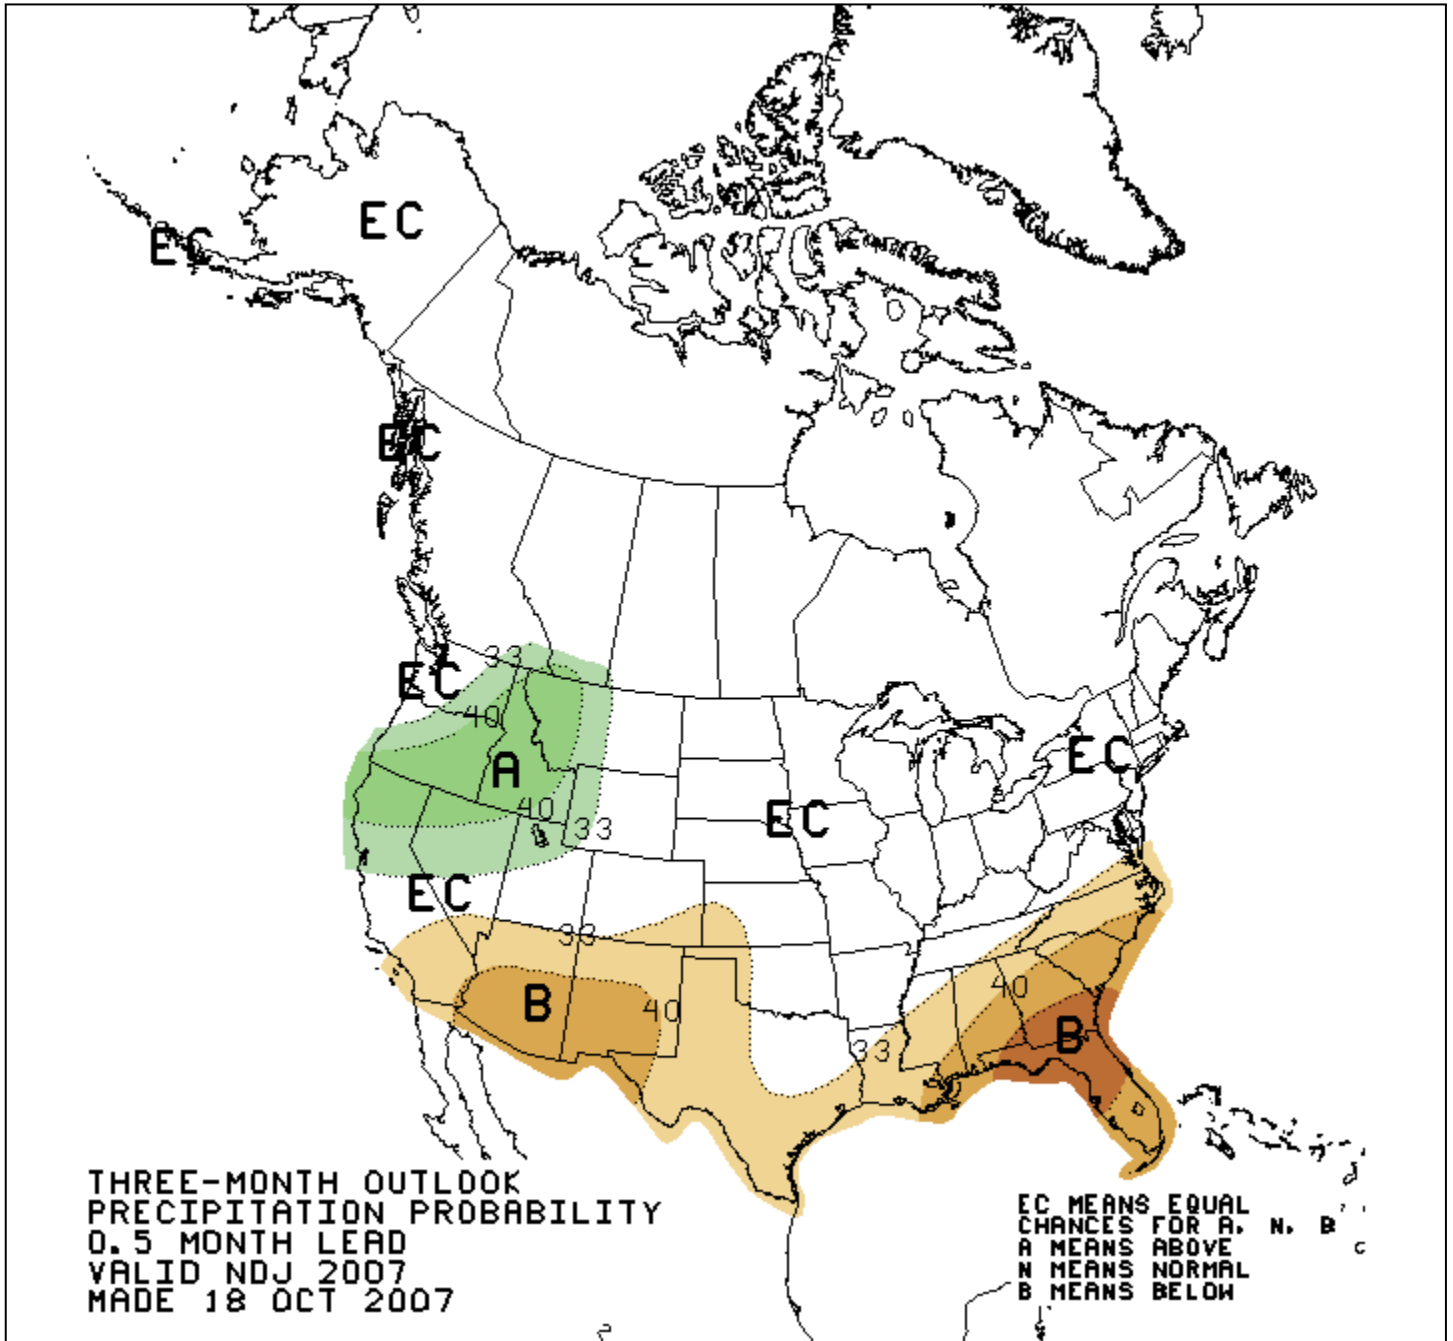 EC
EC
EC
33
EC
40
A
EC
40
33
EC
EC
33
B
40
40
B
33
THREE-MONTH OUTLOOK
PRECIPITATION PROBABILITY
0.5 MONTH LEAD
VALID NDJ 2007
MADE 18 OCT 2007
EC MEANS EQUAL
CHANCES FOR A, N, B
A MEANS ABOVE
N MEANS NORMAL
B MEANS BELOW